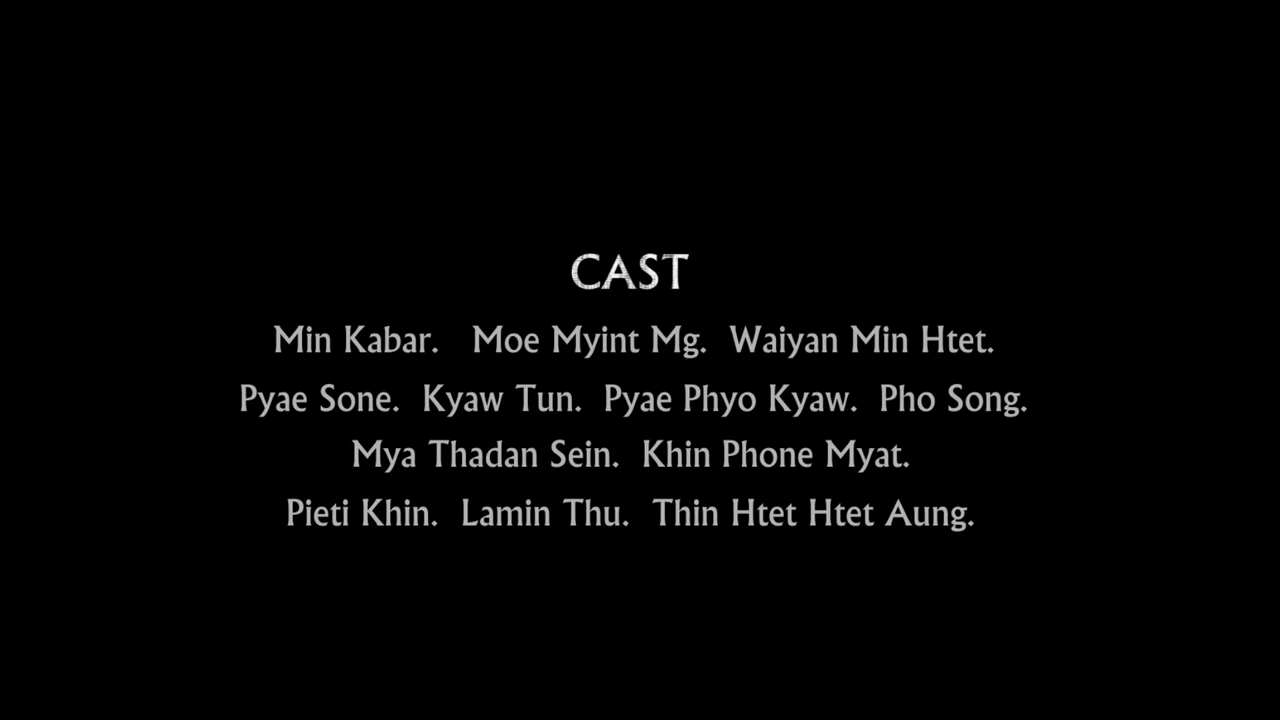 CAST
Min Kabar. Moe Myint Mg. Waiyan Min Htet.
Pyae Sone. Kyaw Tun. Pyae Phyo Kyaw. Pho Song.
Mya Thadan Sein. Khin Phone Myat.
Pieti Khin. Lamin Thu. Thin Htet Htet Aung.